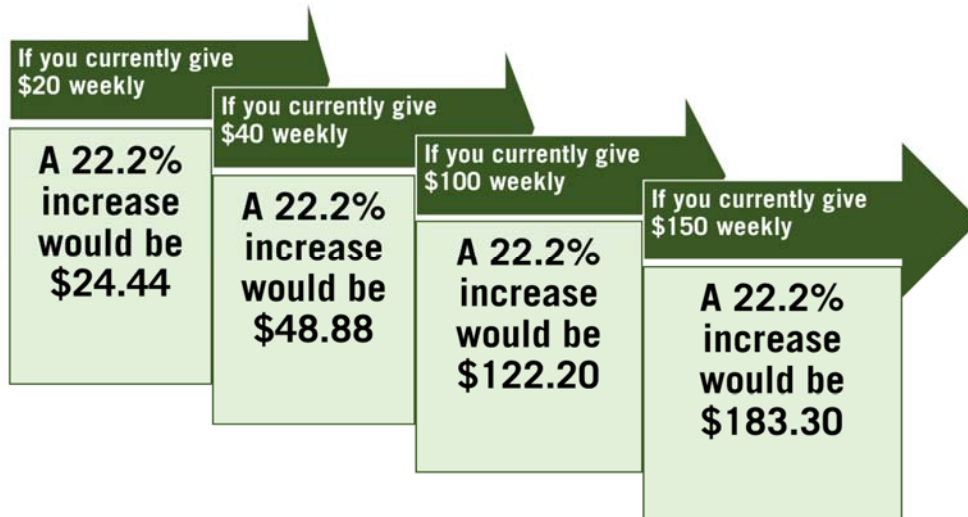 If you currently give
$20 weekly
A 22.2%
increase
would be
$24.44
If you currently give
$40 weekly
A 22.2%
increase
would be
$48.88
If you currently give
$100 weekly
A 22.2%
increase
would be
$122.20
If you currently give
$150 weekly
A 22.2%
increase
would be
$183.30